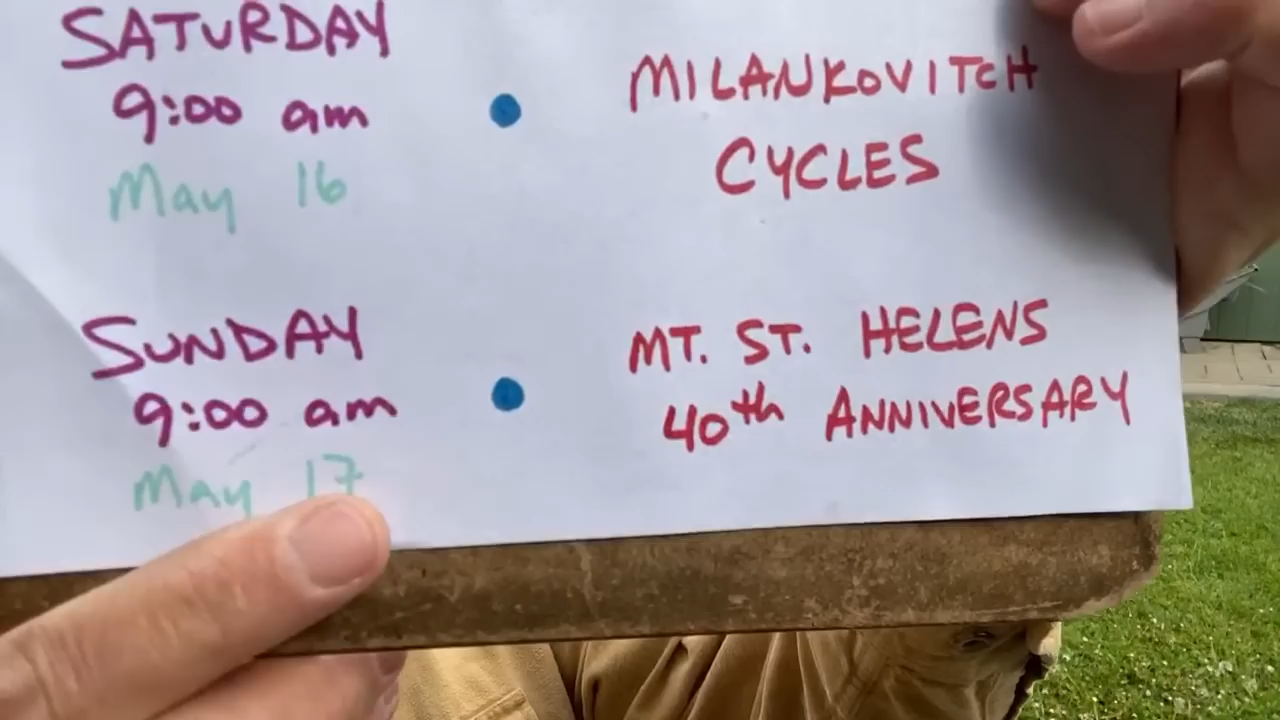 SATURDAY
9:00 am
May 16
MILANKOVITCH
CYCLES
SUNDAY
9:00 am
May 17
MT. ST. HELENS
40th ANNIVERSARY